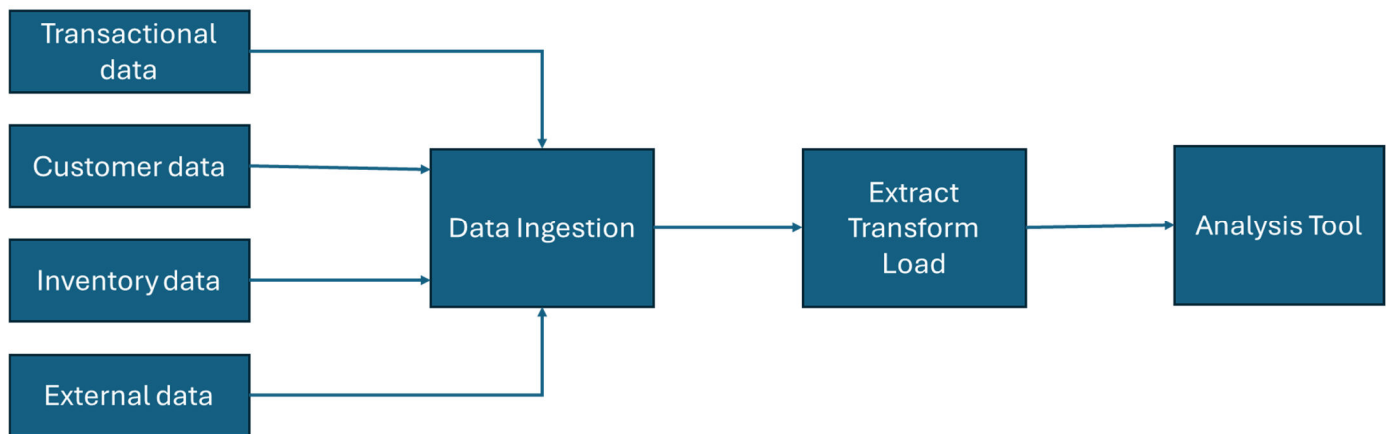 Transactional
data
Customer data
Inventory data
External data
Data Ingestion
Extract
Transform
Load
Analysis Tool